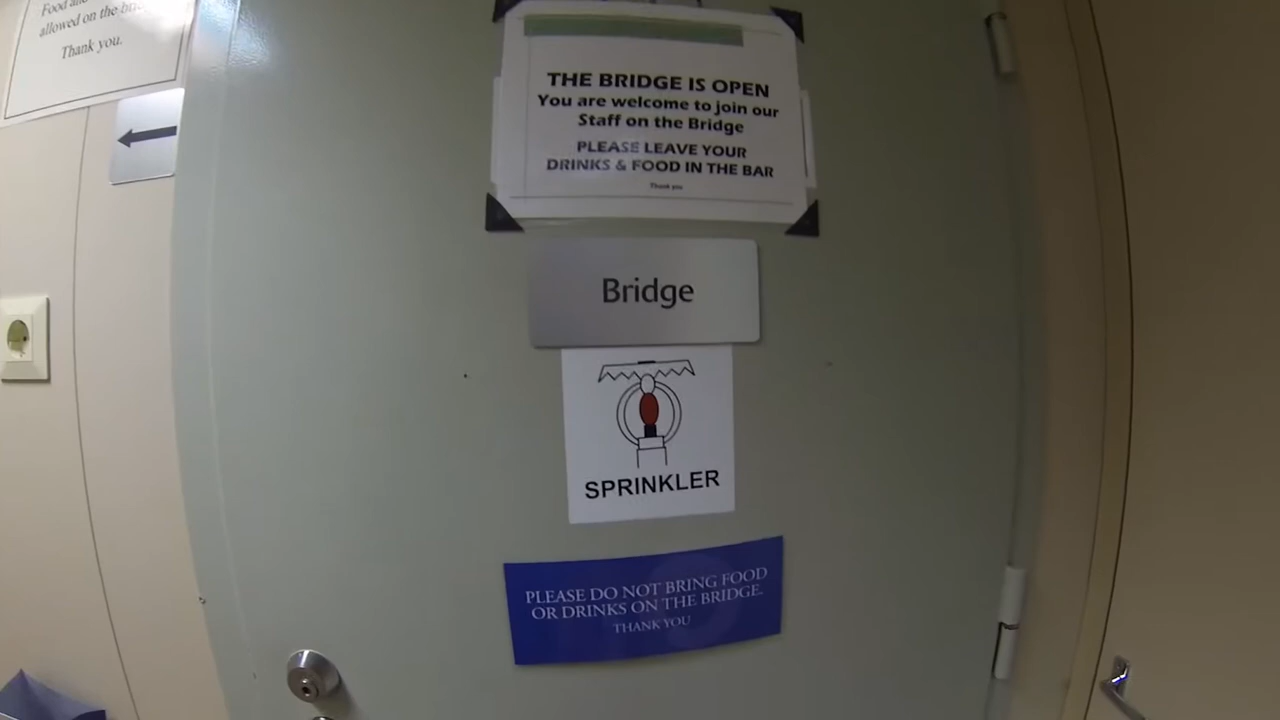 Food
allowed on the
Thank you.
THE BRIDGE IS OPEN
You are welcome to join our
Staff on the Bridge
PLEASE LEAVE YOUR
DRINKS & FOOD IN THE BAR
Thank you
Bridge
SPRINKLER
PLEASE DO NOT BRING FOOD
OR DRINKS ON THE BRIDGE.
THANK YOU